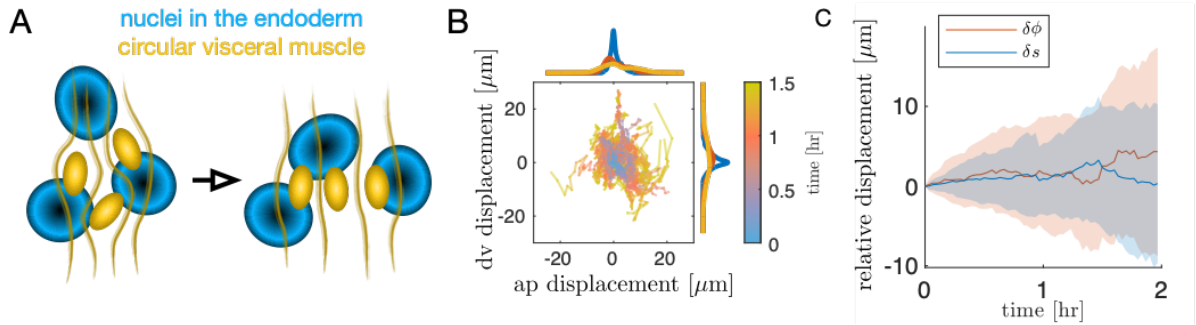 A
nuclei in the endoderm
circular visceral muscle
B
dv displacement [μm]
20
0
-20
-20
0
20
ap displacement [μm]
1.5
1
0.5
0
time [hr]
C
relative displacement [μm]
δϕ
δs
10
0
-10
0
1
2
time [hr]